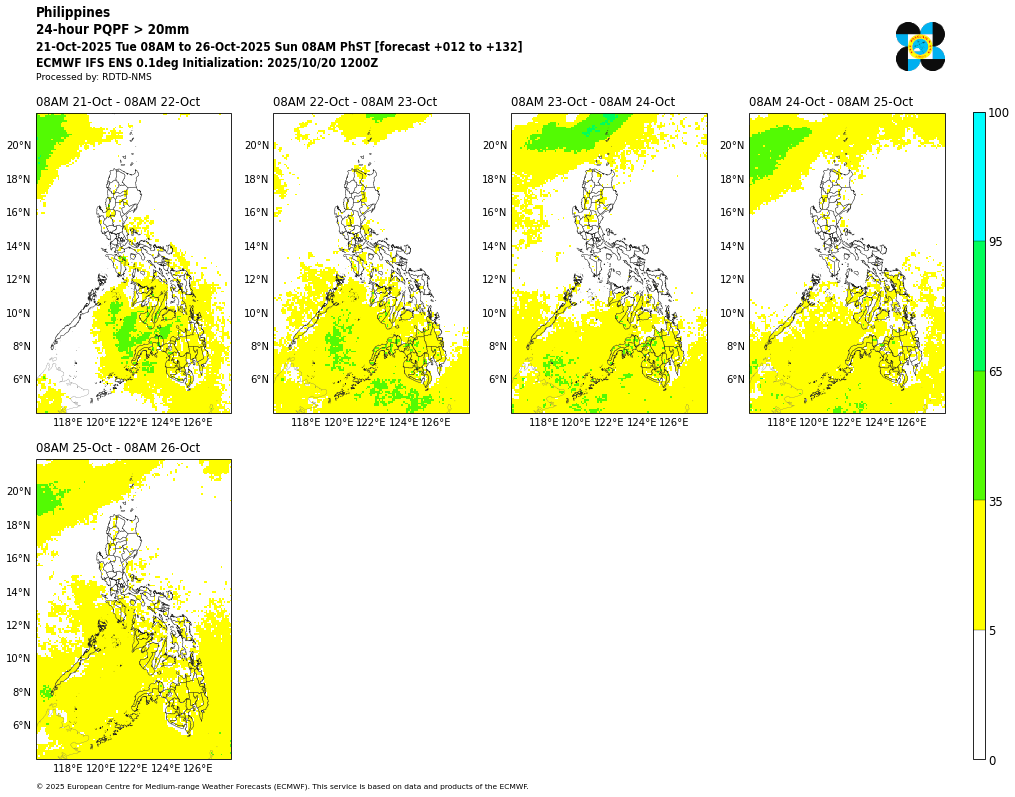 Philippines
24-hour PQPF > 20mm
21-Oct-2025 Tue 08AM to 26-Oct-2025 Sun 08AM PhST [forecast +012 to +132]
ECMWF IFS ENS 0.1deg Initialization: 2025/10/20 1200Z
Processed by: RDTD-NMS
08AM 21-Oct - 08AM 22-Oct
08AM 22-Oct - 08AM 23-Oct
08AM 23-Oct - 08AM 24-Oct
08AM 24-Oct - 08AM 25-Oct
20°N 20°N 20°N 20°N
18°N 18°N 18°N 18°N
16°N 16°N 16°N 16°N
14°N 14°N 14°N 14°N
12°N 12°N 12°N 12°N
10°N 10°N 10°N 10°N
8°N 8°N 8°N 8°N
6°N 6°N 6°N 6°N
118°E 120°E 122°E 124°E 126°E 118°E 120°E 122°E 124°E 126°E 118°E 120°E 122°E 124°E 126°E 118°E 120°E 122°E 124°E 126°E
100
95
65
35
5
0
08AM 25-Oct - 08AM 26-Oct
20°N
18°N
16°N
14°N
12°N
10°N
8°N
6°N
118°E 120°E 122°E 124°E 126°E
© 2025 European Centre for Medium-range Weather Forecasts (ECMWF). This service is based on data and products of the ECMWF.